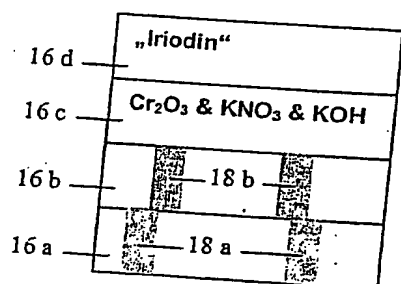 „Iriodin“
16 d
Cr₂O₃ & KNO₃ & KOH
16 c
16 b
18 b
16 a
18 a